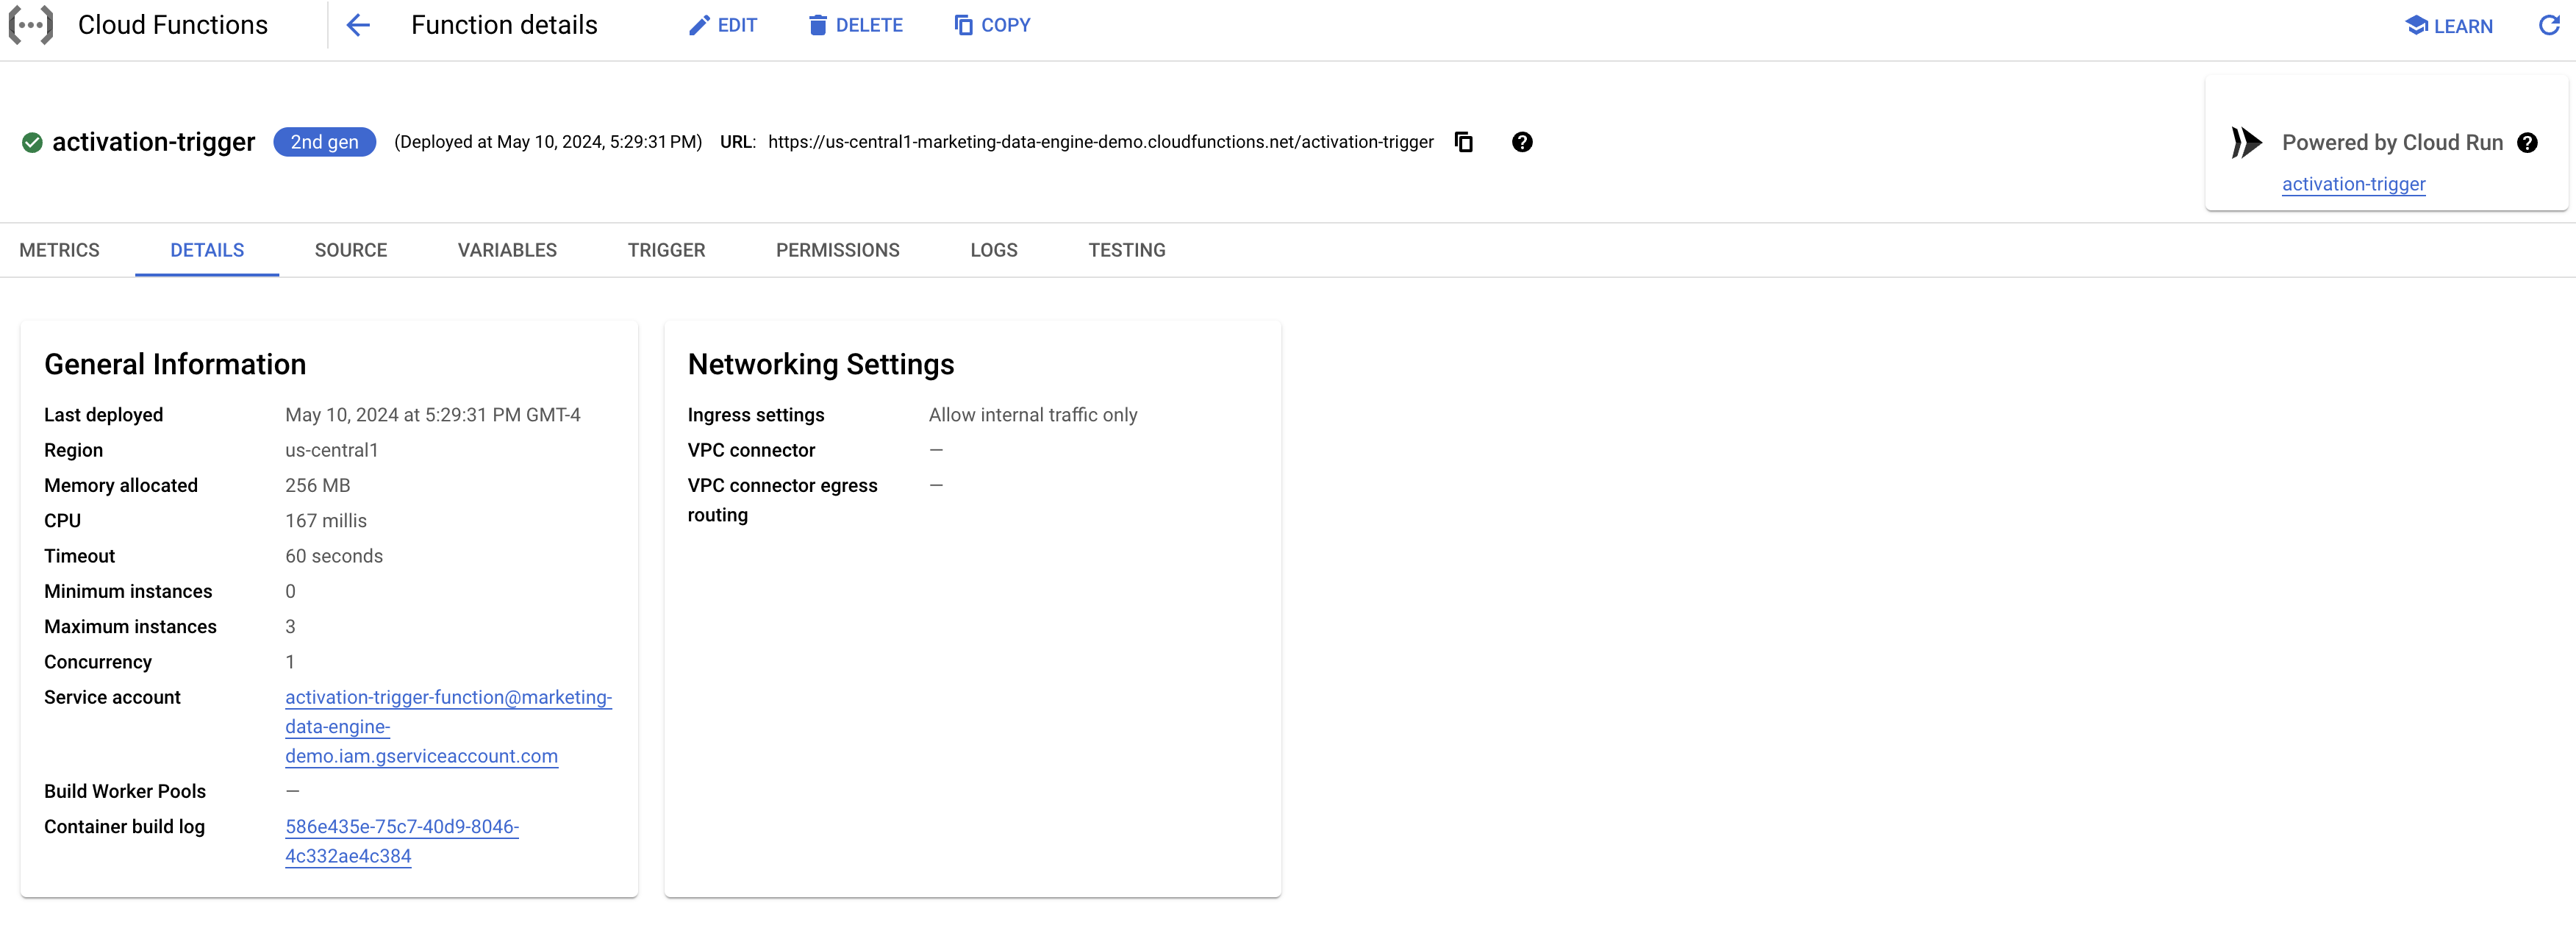 Cloud Functions
Function details
EDIT
DELETE
COPY
LEARN
activation-trigger
2nd gen
(Deployed at May 10, 2024, 5:29:31 PM)
URL: https://us-central1-marketing-data-engine-demo.cloudfunctions.net/activation-trigger
Powered by Cloud Run
activation-trigger
METRICS
DETAILS
SOURCE
VARIABLES
TRIGGER
PERMISSIONS
LOGS
TESTING
General Information
Last deployed May 10, 2024 at 5:29:31 PM GMT-4
Region us-central1
Memory allocated 256 MB
CPU 167 millis
Timeout 60 seconds
Minimum instances 0
Maximum instances 3
Concurrency 1
Service account activation-trigger-function@marketing-
data-engine-
demo.iam.gserviceaccount.com
Build Worker Pools —
Container build log 586e435e-75c7-40d9-8046-
4c332ae4c384
Networking Settings
Ingress settings Allow internal traffic only
VPC connector —
VPC connector egress —
routing